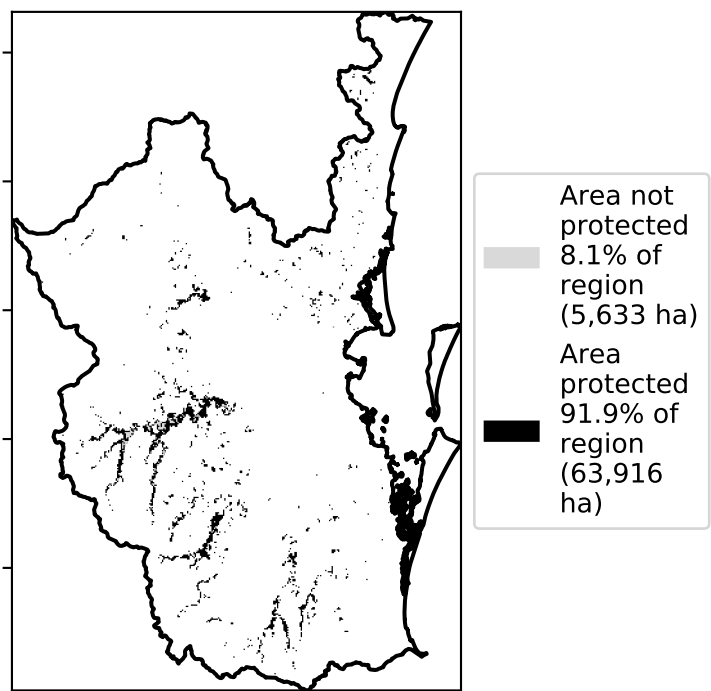 Area not
protected
8.1% of
region
(5,633 ha)
Area
protected
91.9% of
region
(63,916
ha)